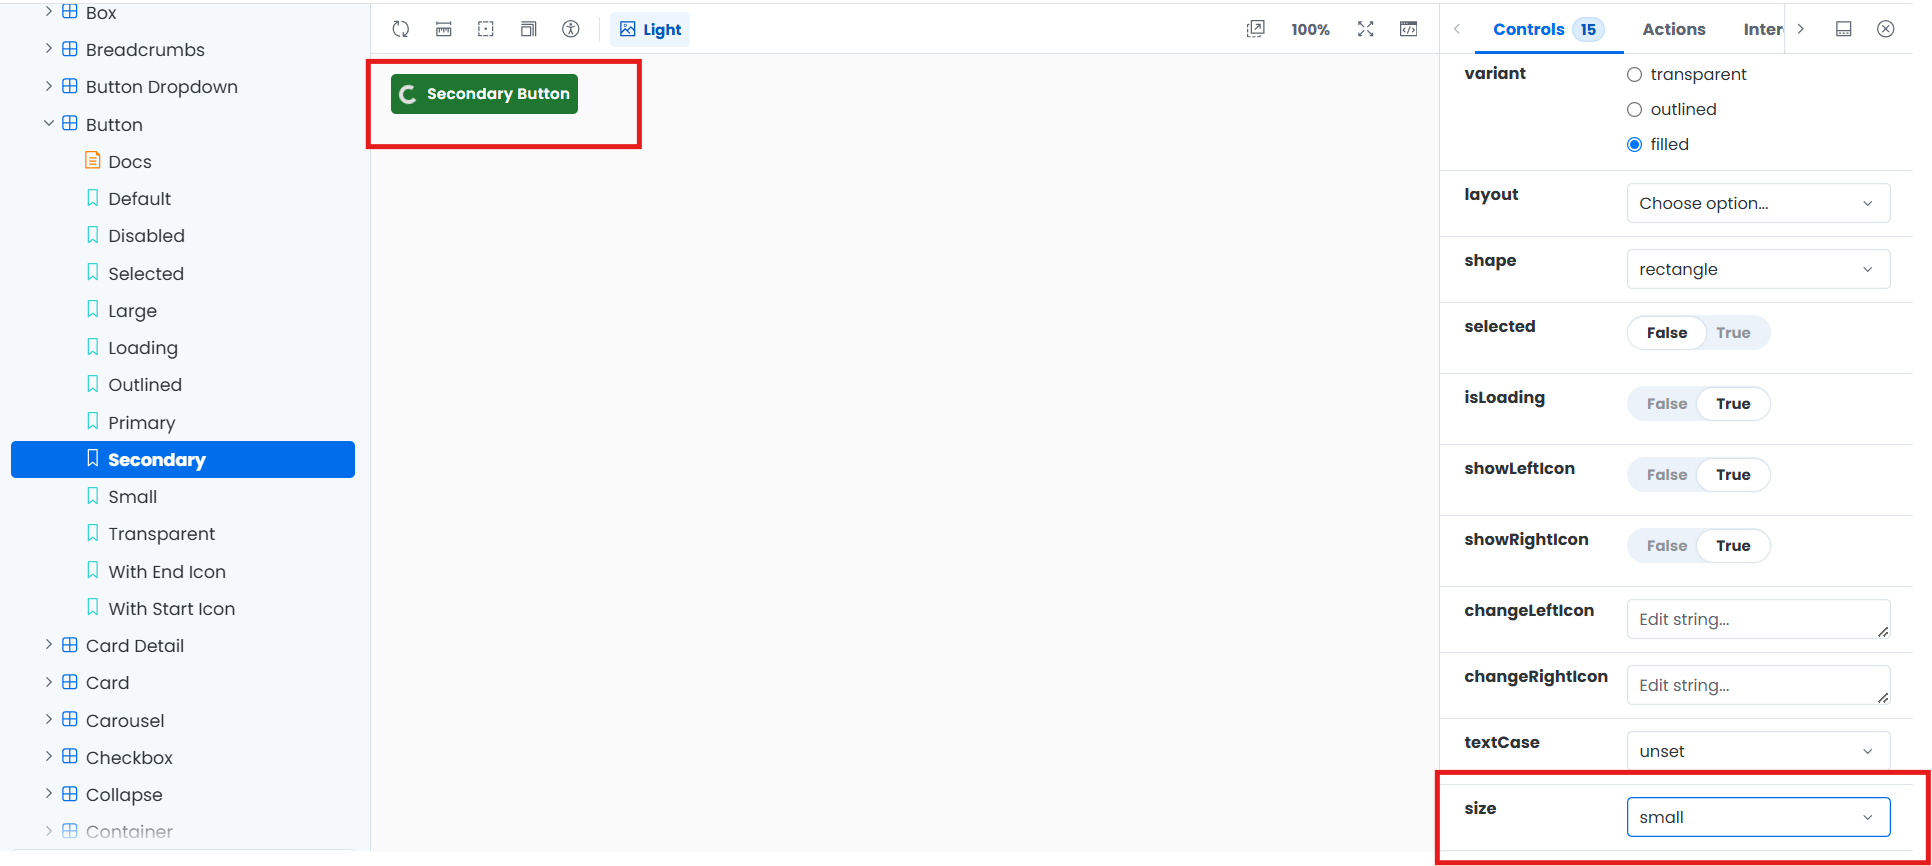 Box
Breadcrumbs
Button Dropdown
Button
Docs
Default
Disabled
Selected
Large
Loading
Outlined
Primary
Secondary
Small
Transparent
With End Icon
With Start Icon
Card Detail
Card
Carousel
Checkbox
Collapse
Container
Light
100%
Secondary Button
Controls 15
Actions
Inter
variant
transparent
outlined
filled
layout
Choose option...
shape
rectangle
selected
False True
isLoading
False True
showLeftIcon
False True
showRightIcon
False True
changeLeftIcon
Edit string...
changeRightIcon
Edit string...
textCase
unset
size
small